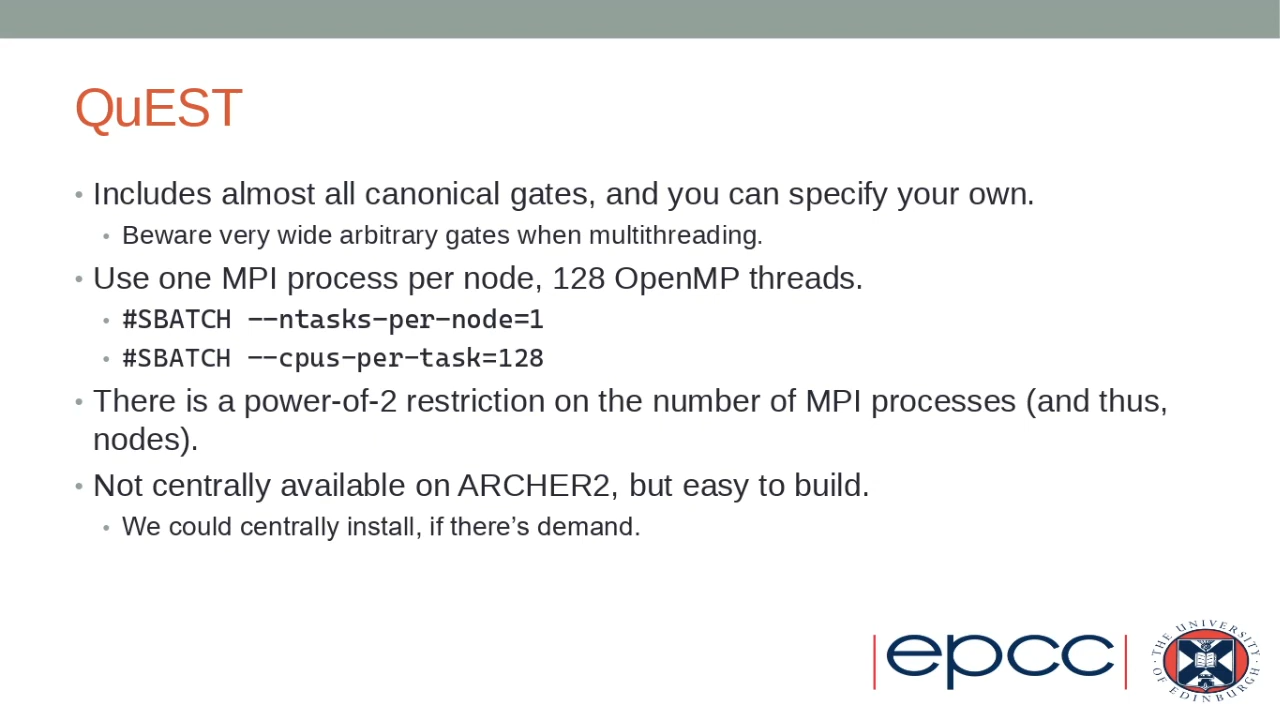 QuEST
• Includes almost all canonical gates, and you can specify your own.
• Beware very wide arbitrary gates when multithreading.
• Use one MPI process per node, 128 OpenMP threads.
• #SBATCH --ntasks-per-node=1
• #SBATCH --cpus-per-task=128
• There is a power-of-2 restriction on the number of MPI processes (and thus,
nodes).
• Not centrally available on ARCHER2, but easy to build.
• We could centrally install, if there’s demand.
epcc
THE UNIVERSITY
OF EDINBURGH